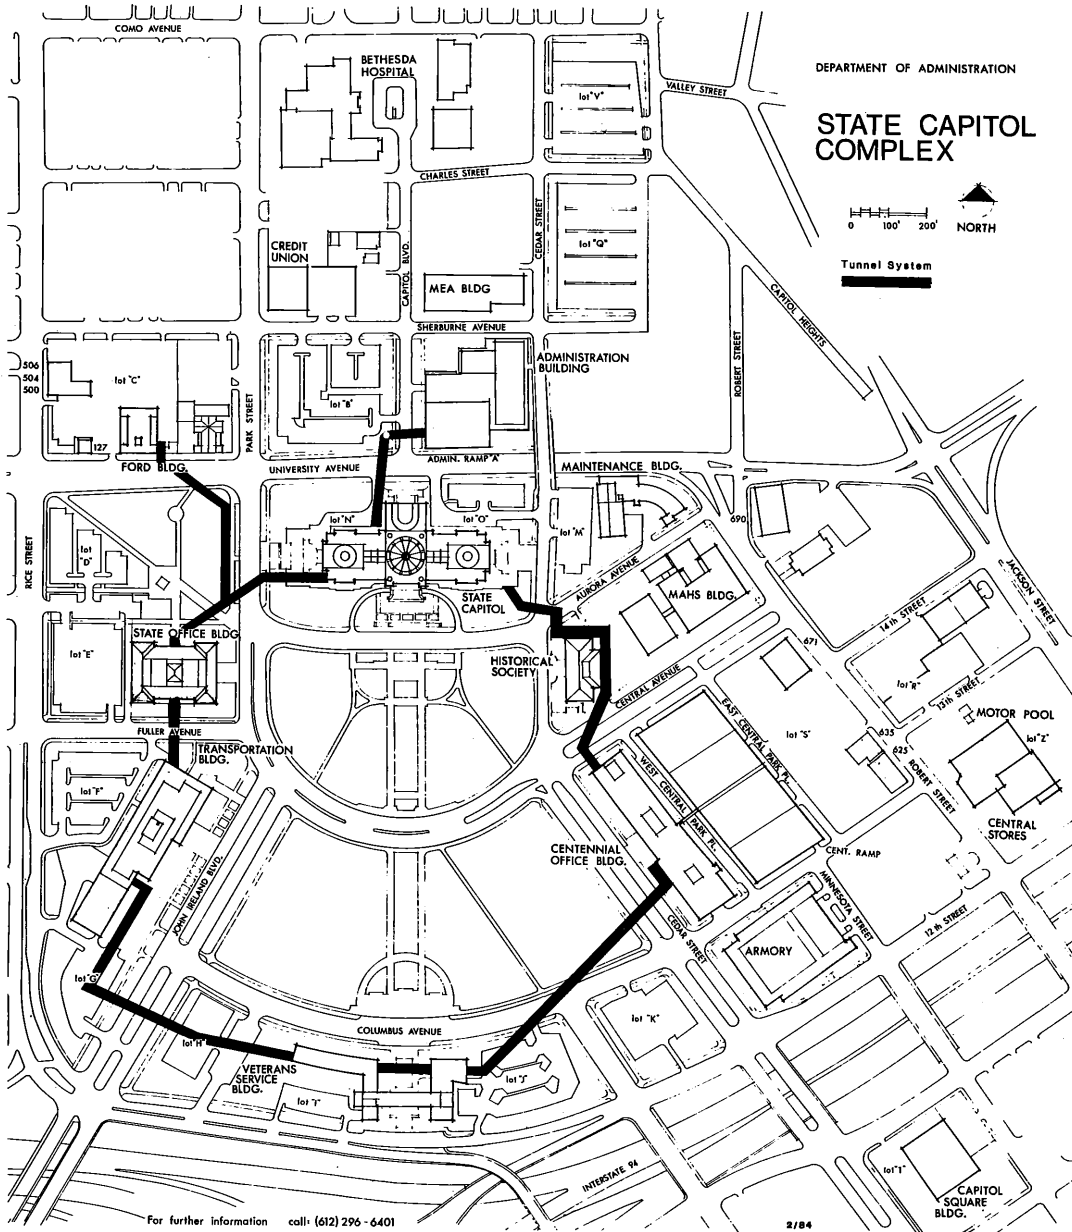 COMO AVENUE
BETHESDA
HOSPITAL
DEPARTMENT OF ADMINISTRATION
STATE CAPITOL
COMPLEX
VALLEY STREET
lot "V"
CHARLES STREET
0 100' 200'
NORTH
Tunnel System
CEDAR STREET
lot "Q"
CREDIT
UNION
CAPITOL BLVD.
MEA BLDG
CAPITOL HEIGHTS
SHERBURNE AVENUE
ROBERT STREET
ADMINISTRATION
BUILDING
506
504
500
lot "C"
lot "B"
PARK STREET
127
FORD BLDG.
UNIVERSITY AVENUE
ADMIN. RAMP "A"
MAINTENANCE BLDG.
lot "N"
lot "O"
lot "M"
690
RICE STREET
lot
"D"
AURORA AVENUE
MAHS BLDG.
JACKSON STREET
STATE
CAPITOL
14th STREET
STATE OFFICE BLDG.
671
lot "E"
HISTORICAL
SOCIETY
CENTRAL AVENUE
lot "R"
13th STREET
EAST CENTRAL PARK PL.
MOTOR POOL
FULLER AVENUE
lot "S"
635
625
lot "Z"
TRANSPORTATION
BLDG.
WEST CENTRAL PARK PL.
ROBERT STREET
lot "F"
CENTRAL
STORES
CENTENNIAL
OFFICE BLDG.
CENT. RAMP
JOHN IRELAND BLVD.
MINNESOTA STREET
12th STREET
CEDAR STREET
ARMORY
lot "G"
lot "K"
COLUMBUS AVENUE
lot "H"
VETERANS
SERVICE
BLDG.
lot "J"
lot "I"
INTERSTATE 94
CAPITOL
SQUARE
BLDG.
For further information call: (612) 296-6401
2/84